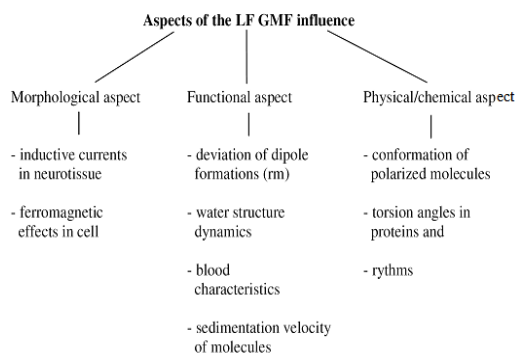 Aspects of the LF GMF influence
Morphological aspect
- inductive currents
in neurotissue
- ferromagnetic
effects in cell
Functional aspect
- deviation of dipole
formations (rm)
- water structure
dynamics
- blood
characteristics
- sedimentation velocity
of molecules
Physical/chemical aspect
- conformation of
polarized molecules
- torsion angles in
proteins and
- rythms